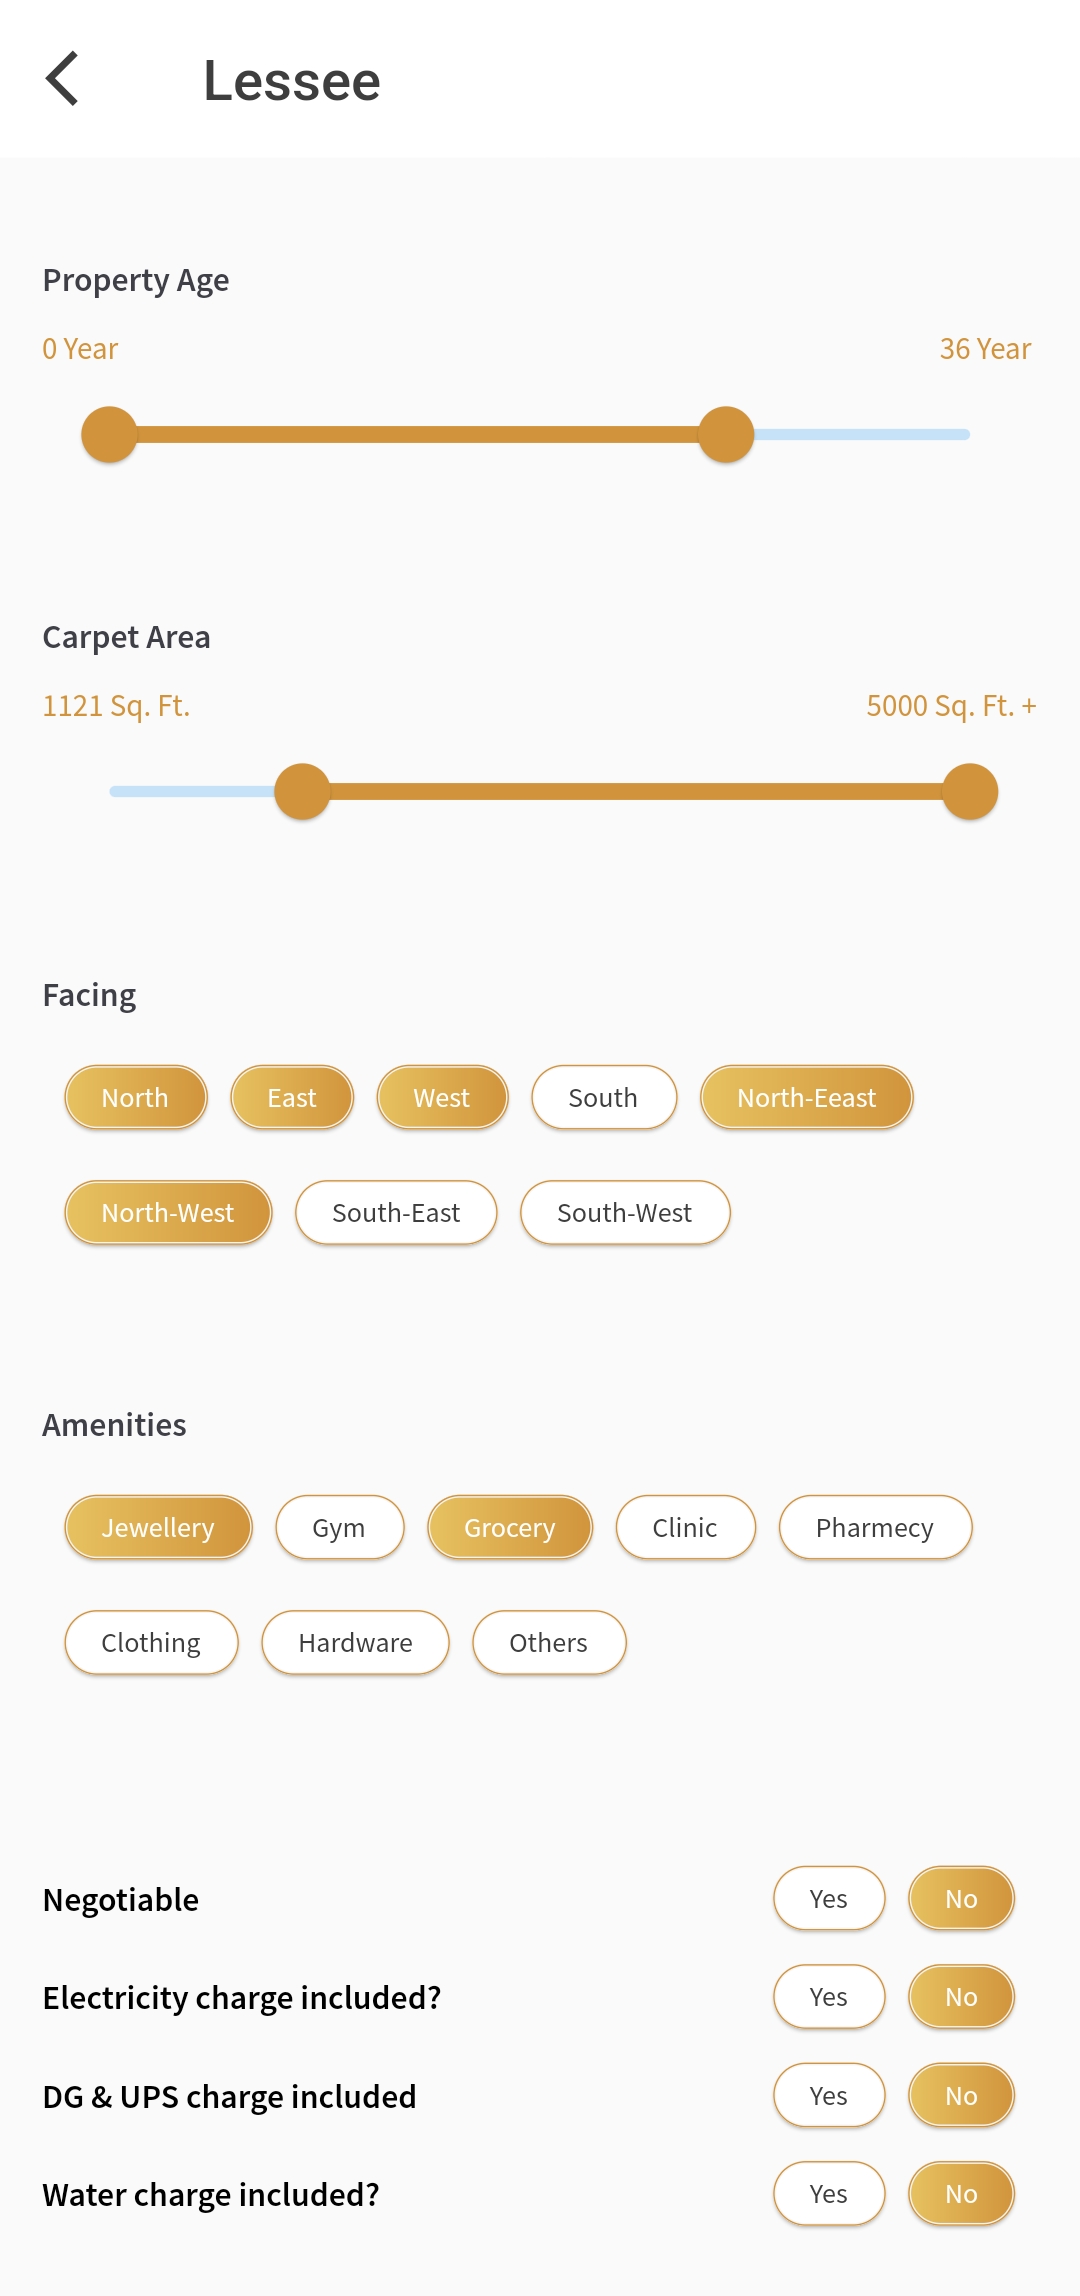 Lessee
Property Age
0 Year 36 Year
Carpet Area
1121 Sq. Ft. 5000 Sq. Ft. +
Facing
North East West South North-Eeast
North-West South-East South-West
Amenities
Jewellery Gym Grocery Clinic Pharmecy
Clothing Hardware Others
Negotiable Yes No
Electricity charge included? Yes No
DG & UPS charge included Yes No
Water charge included? Yes No